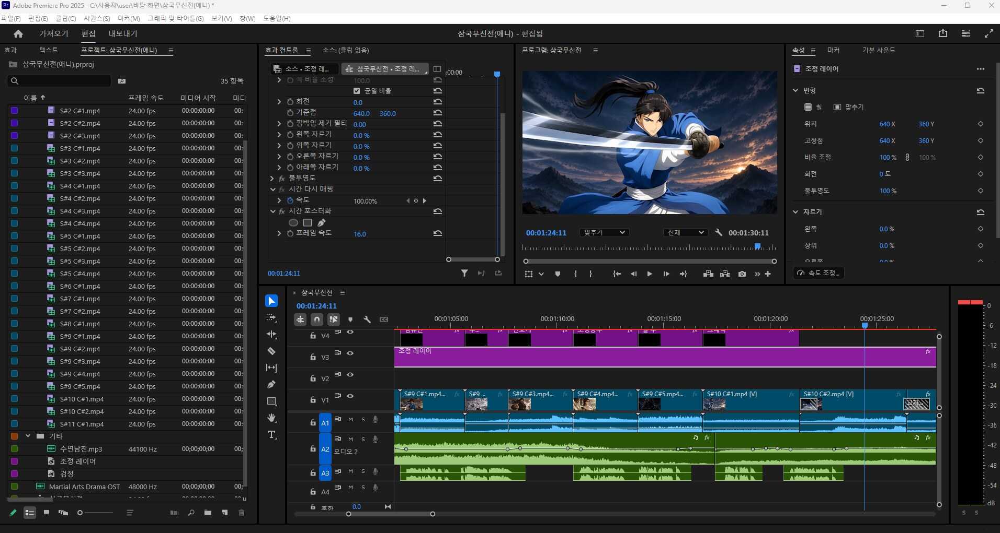 Adobe Premiere Pro 2025 - C:\사용자\user\바탕 화면\삼국무신전(애니) *
파일(F) 편집(E) 클립(C) 시퀀스(S) 마커(M) 그래픽 및 타이틀(G) 보기(V) 창(W) 도움말(H)
가져오기 편집 내보내기
삼국무신전(애니) - 편집됨
효과 텍스트 프로젝트: 삼국무신전(애니)
삼국무신전(애니).prproj
35 항목
이름 프레임 속도 미디어 시작 미디
S#2 C#1.mp4 24.00 fps 00:00:00:00 00:
S#2 C#2.mp4 24.00 fps 00:00:00:00 00:
S#2 C#3.mp4 24.00 fps 00:00:00:00 00:
S#3 C#1.mp4 24.00 fps 00:00:00:00 00:
S#3 C#2.mp4 24.00 fps 00:00:00:00 00:
S#3 C#3.mp4 24.00 fps 00:00:00:00 00:
S#4 C#1.mp4 24.00 fps 00:00:00:00 00:
S#4 C#2.mp4 24.00 fps 00:00:00:00 00:
S#4 C#3.mp4 24.00 fps 00:00:00:00 00:
S#4 C#4.mp4 24.00 fps 00:00:00:00 00:
S#5 C#1.mp4 24.00 fps 00:00:00:00 00:
S#5 C#2.mp4 24.00 fps 00:00:00:00 00:
S#5 C#3.mp4 24.00 fps 00:00:00:00 00:
S#5 C#4.mp4 24.00 fps 00:00:00:00 00:
S#6 C#1.mp4 24.00 fps 00:00:00:00 00:
S#7 C#1.mp4 24.00 fps 00:00:00:00 00:
S#7 C#2.mp4 24.00 fps 00:00:00:00 00:
S#8 C#1.mp4 24.00 fps 00:00:00:00 00:
S#9 C#1.mp4 24.00 fps 00:00:00:00 00:
S#9 C#2.mp4 24.00 fps 00:00:00:00 00:
S#9 C#3.mp4 24.00 fps 00:00:00:00 00:
S#9 C#4.mp4 24.00 fps 00:00:00:00 00:
S#9 C#5.mp4 24.00 fps 00:00:00:00 00:
S#10 C#1.mp4 24.00 fps 00:00:00:00 00:
S#10 C#2.mp4 24.00 fps 00:00:00:00 00:
S#11 C#1.mp4 24.00 fps 00:00:00:00 00:
기타
수면남친.mp3 44100 Hz 00;00;00;00 00;
조정 레이어
검정
Martial Arts Drama OST 48000 Hz 00;00;00;00 00;
효과 컨트롤 소스: (클립 없음)
소스 • 조정 레... 삼국무신전 • 조정 레...
:00:00
폭 비율 조정 100.0
균일 비율
회전 0.0
기준점 640.0 360.0
깜박임 제거 필터 0.00
왼쪽 자르기 0.0 %
위쪽 자르기 0.0 %
오른쪽 자르기 0.0 %
아래쪽 자르기 0.0 %
fx 불투명도
fx 시간 다시 매핑
속도 100.00%
fx 시간 포스터화
프레임 속도 16.0
00:01:24:11
프로그램: 삼국무신전
00:01:24:11 맞추기 전체 00:01:30:11
속성 마커 기본 사운드
조정 레이어
변형
칠 맞추기
위치 640 X 360 Y
고정점 640 X 360 Y
비율 조절 100 % 100 %
회전 0 도
불투명도 100 %
자르기
왼쪽 0.0 %
상위 0.0 %
속도 조정...
삼국무신전
00:01:24:11
00:01:05:00 00:01:10:00 00:01:15:00 00:01:20:00 00:01:25:00
V4
V3 조정 레이어 fx
V2
V1 S#9 C#1.mp4... fx S#9 ... fx S#9 C#3.mp4... fx S#9 C#4.mp4... fx S#9 C#5.mp4... fx S#10 C#1.mp4 [V] fx S#10 C#2.mp4 [V] fx fx
A1 M S
A2 M S fx fx
오디오 2
A3 M S
A4 M S
혼합 0.0
0
-6
-12
-18
-24
-30
-36
-42
-48
-54
dB
S S